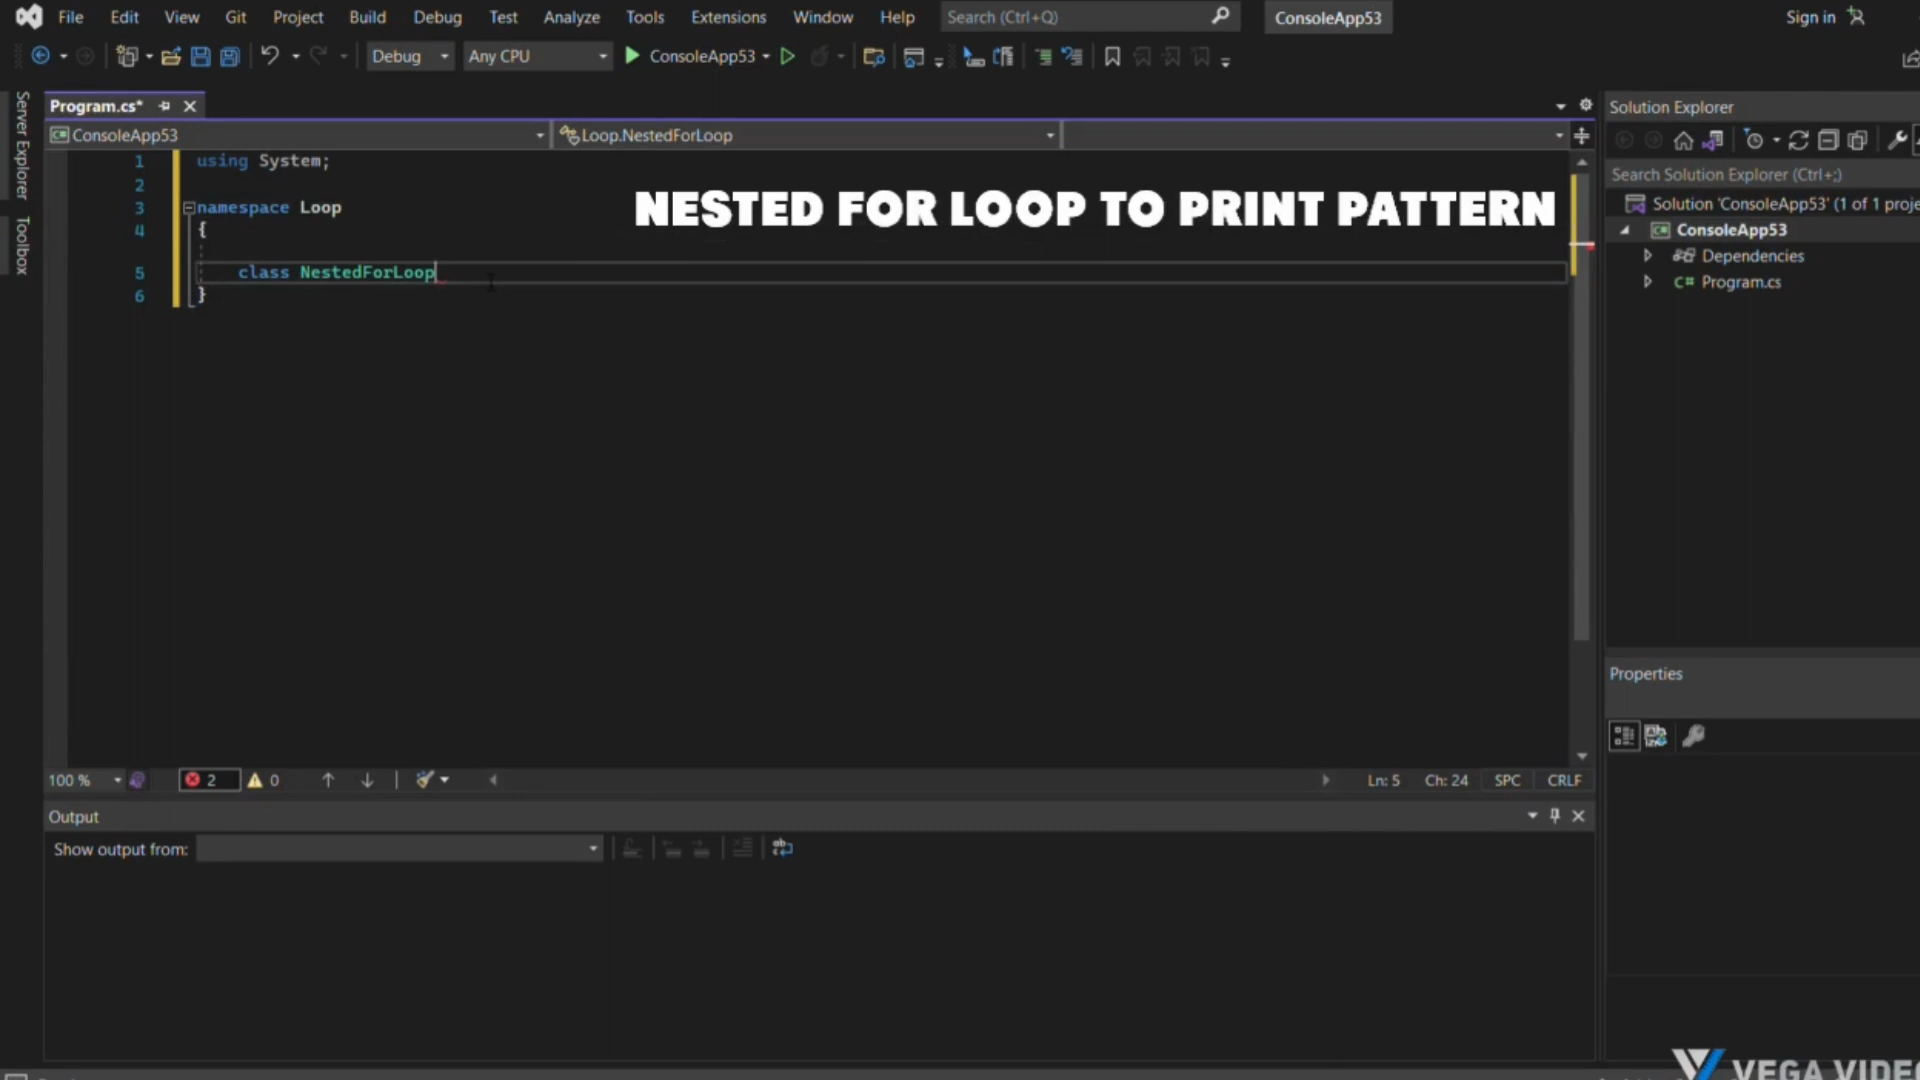 File Edit View Git Project Build Debug Test Analyze Tools Extensions Window Help Search (Ctrl+Q) ConsoleApp53 Sign in
Debug Any CPU ConsoleApp53
Server Explorer
Toolbox
Program.cs*
ConsoleApp53 Loop.NestedForLoop
1 using System;
2
3 namespace Loop
4 {
5 class NestedForLoop
6 }
NESTED FOR LOOP TO PRINT PATTERN
Solution Explorer
Search Solution Explorer (Ctrl+;)
Solution 'ConsoleApp53' (1 of 1 proje
ConsoleApp53
Dependencies
C# Program.cs
Properties
100 % 2 0 Ln: 5 Ch: 24 SPC CRLF
Output
Show output from:
VEGA VIDEO